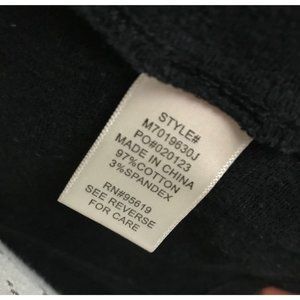 STYLE#
M7019630J
PO#020123
MADE IN CHINA
97%COTTON
3%SPANDEX
RN#95619
SEE REVERSE
FOR CARE